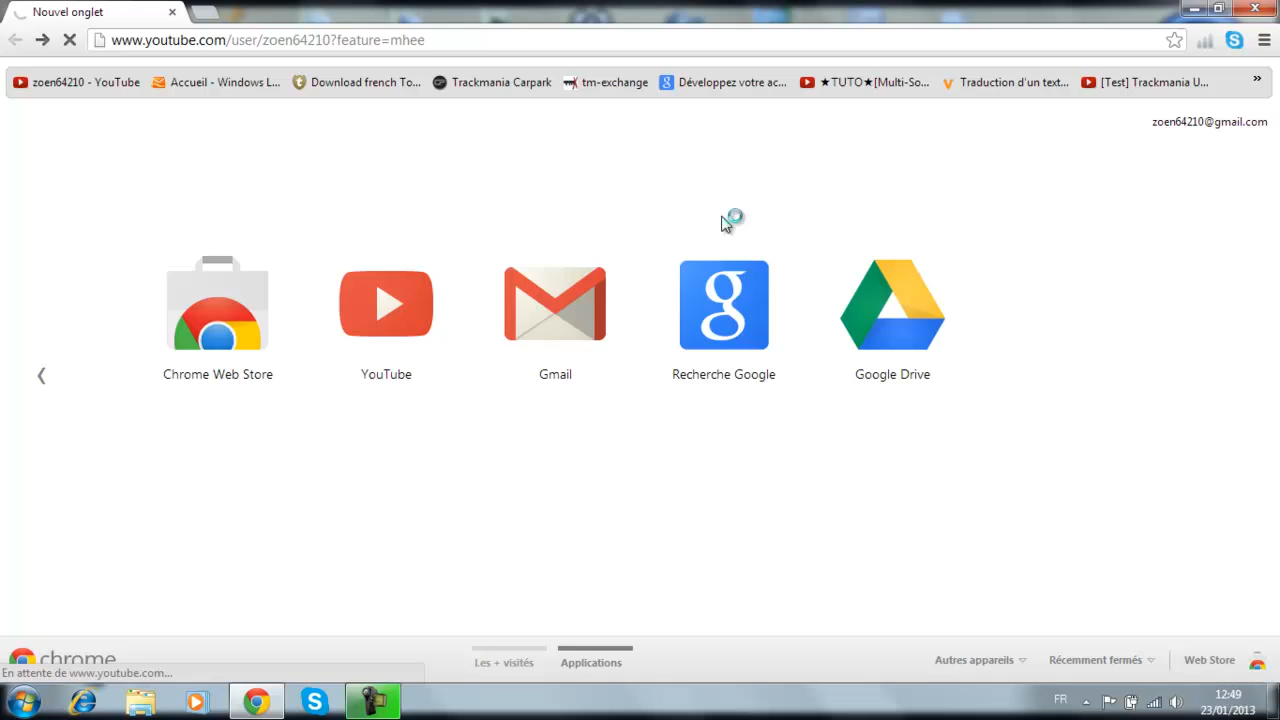 Nouvel onglet
www.youtube.com/user/zoen64210?feature=mhee
zoen64210 - YouTube
Accueil - Windows L...
Download french To...
Trackmania Carpark
tm-exchange
Développez votre ac...
★TUTO★[Multi-So...
Traduction d'un text...
[Test] Trackmania U...
zoen64210@gmail.com
Chrome Web Store
YouTube
Gmail
Recherche Google
Google Drive
chrome
Les + visités
Applications
Autres appareils
Récemment fermés
Web Store
En attente de www.youtube.com...
FR
12:49
23/01/2013